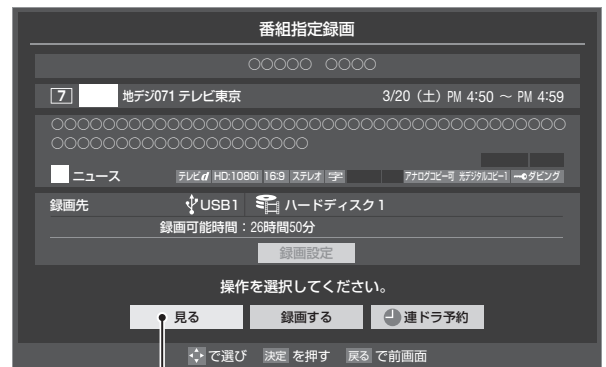 番組指定録画
○○○○○ ○○○○
7 地デジ071 テレビ東京 3/20 (土) PM 4:50 ～ PM 4:59
○○○○○○○○○○○○○○○○○○○○○○○○○○○○○○○○○○○○○○○
○○○○○○○○○○○○○○○○○○○
ニュース テレビd HD:1080i 16:9 ステレオ 字 アナログコピー可 光デジタルコピー1 ダビング
録画先 USB1 ハードディスク1
録画可能時間：26時間50分
録画設定
操作を選択してください。
見る 録画する 連ドラ予約
で選び 決定 を押す 戻る で前画面